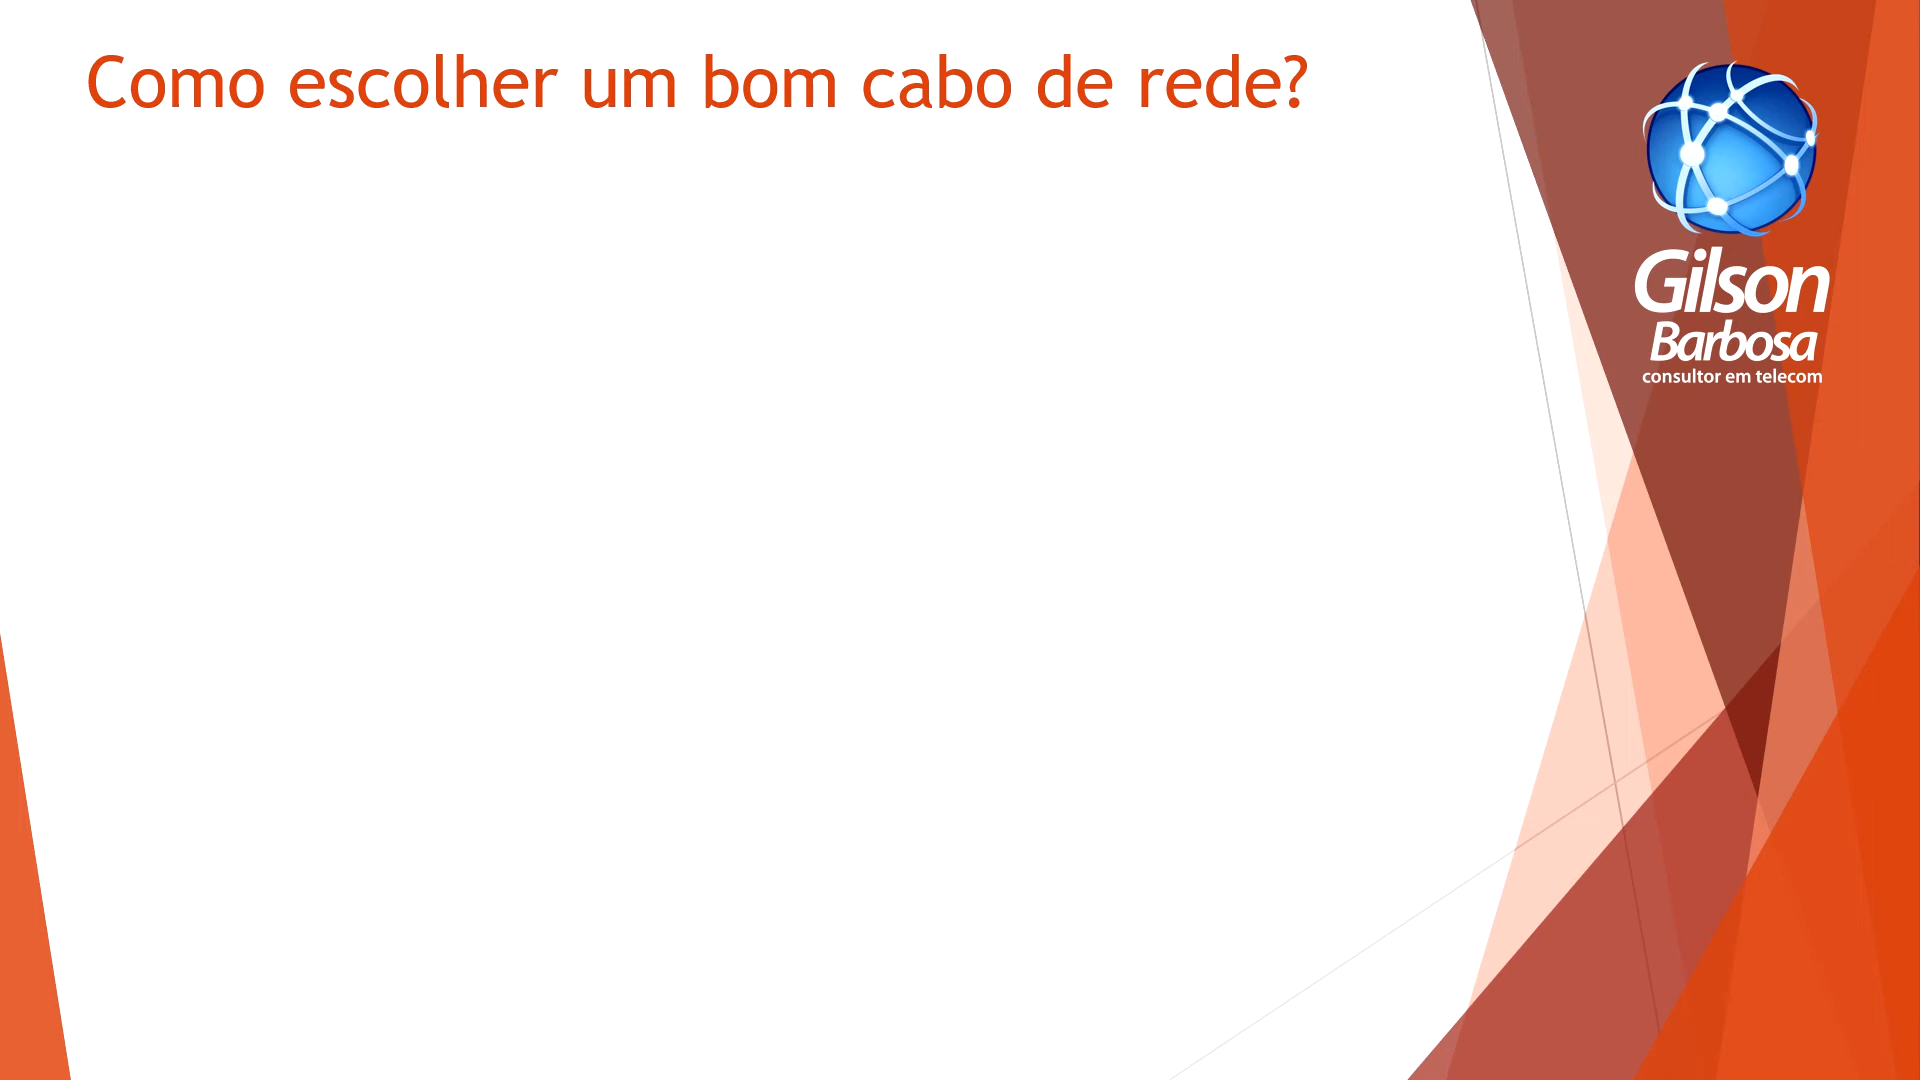 Como escolher um bom cabo de rede?
Gilson
Barbosa
consultor em telecom